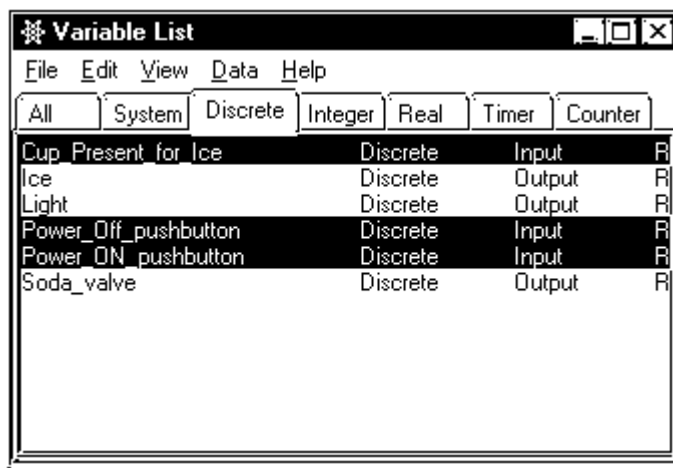 Variable List
File Edit View Data Help
All System Discrete Integer Real Timer Counter
Cup_Present_for_Ice Discrete Input R
Ice Discrete Output R
Light Discrete Output R
Power_Off_pushbutton Discrete Input R
Power_ON_pushbutton Discrete Input R
Soda_valve Discrete Output R